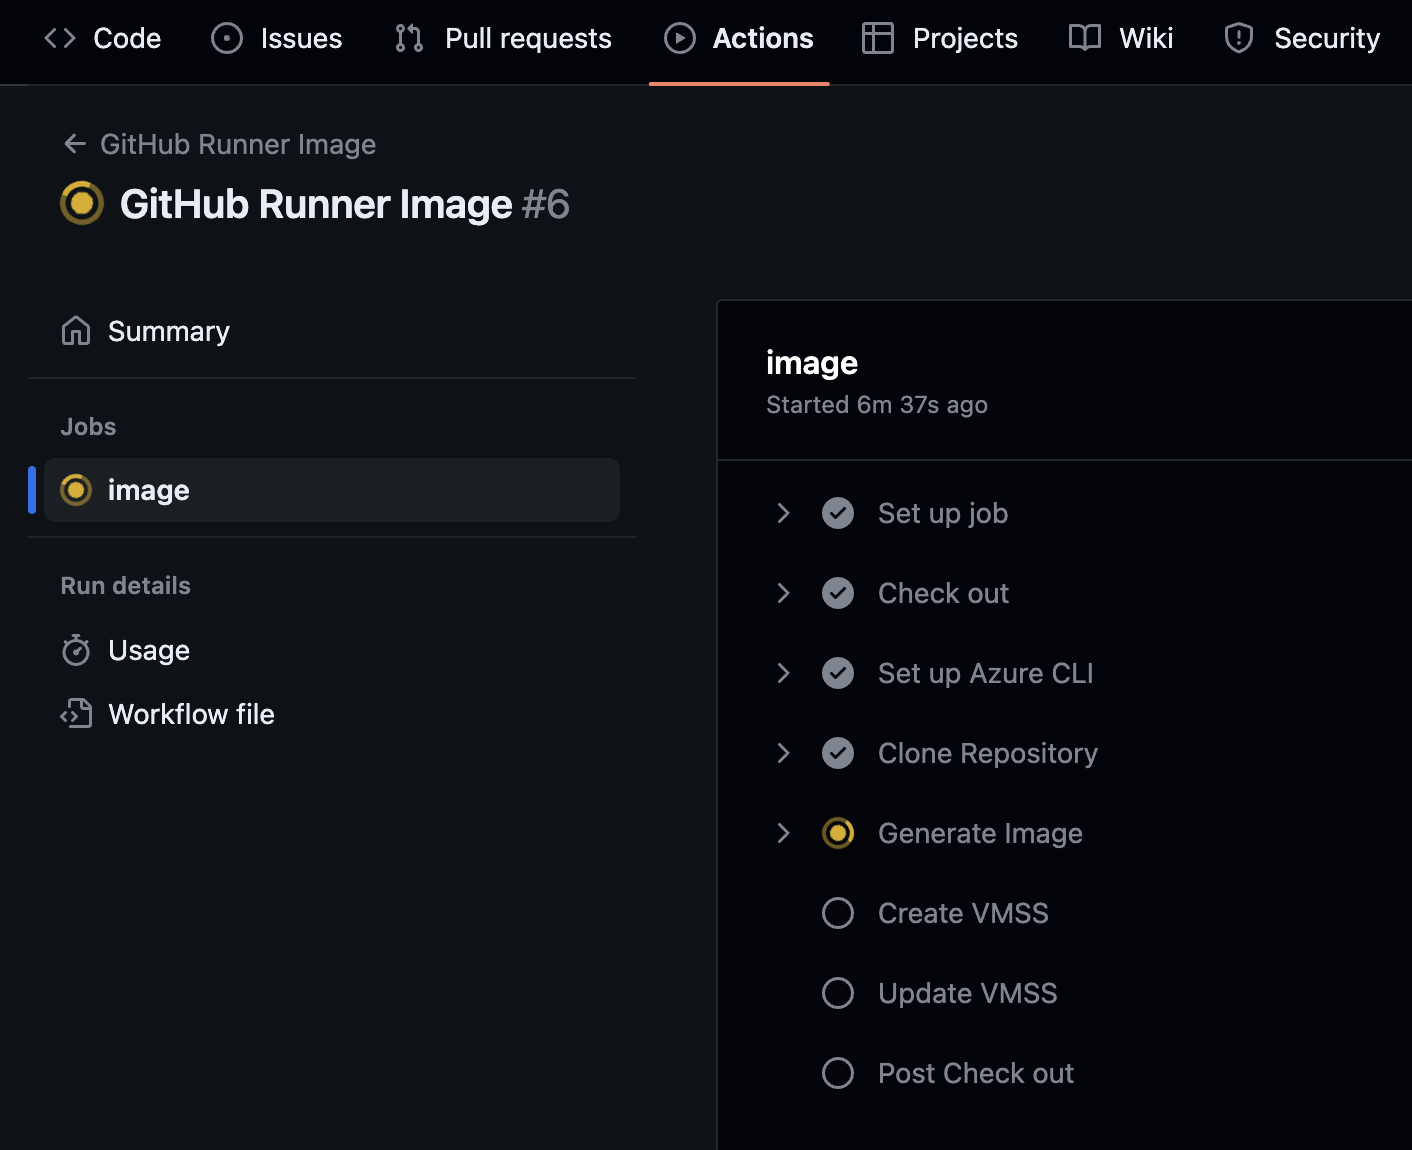 Code Issues Pull requests Actions Projects Wiki Security
GitHub Runner Image
GitHub Runner Image #6
Summary
Jobs
image
Run details
Usage
Workflow file
image
Started 6m 37s ago
Set up job
Check out
Set up Azure CLI
Clone Repository
Generate Image
Create VMSS
Update VMSS
Post Check out